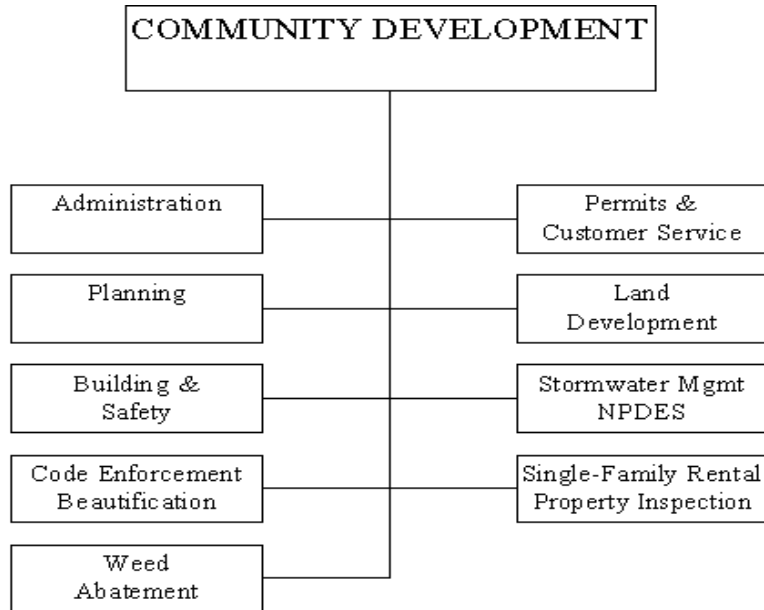 COMMUNITY DEVELOPMENT
Administration
Permits &
Customer Service
Planning
Land
Development
Building &
Safety
Stormwater Mgmt
NPDES
Code Enforcement
Beautification
Single-Family Rental
Property Inspection
Weed
Abatement